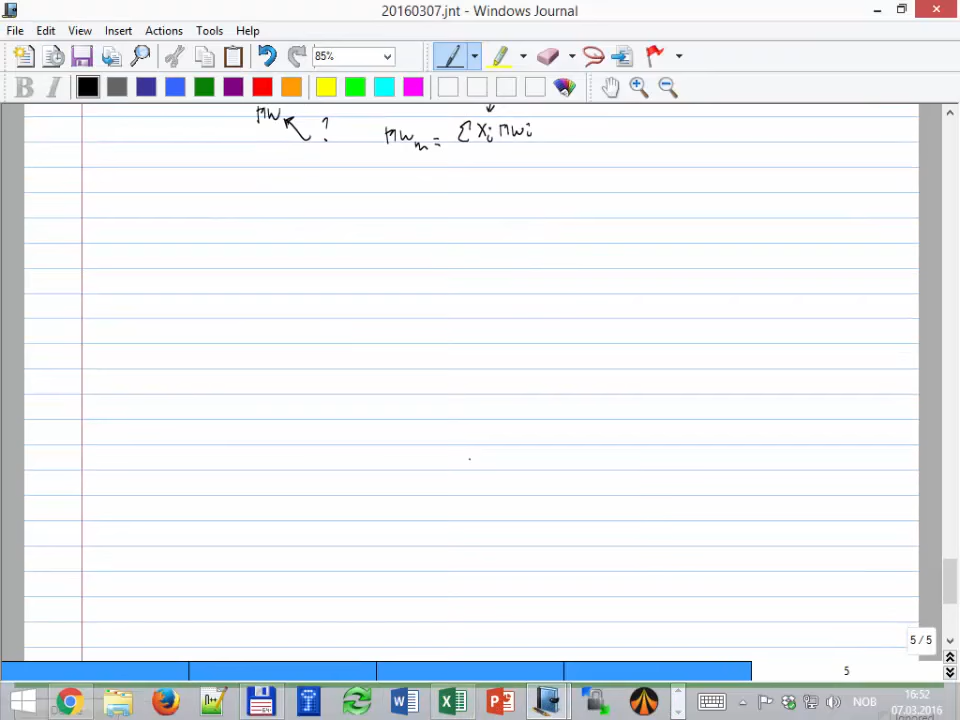 20160307.jnt - Windows Journal
File Edit View Insert Actions Tools Help
85%
B I
MW ? MWm = Σ Xi MWi
5 / 5
5
NOB
16:52
07.03.2016